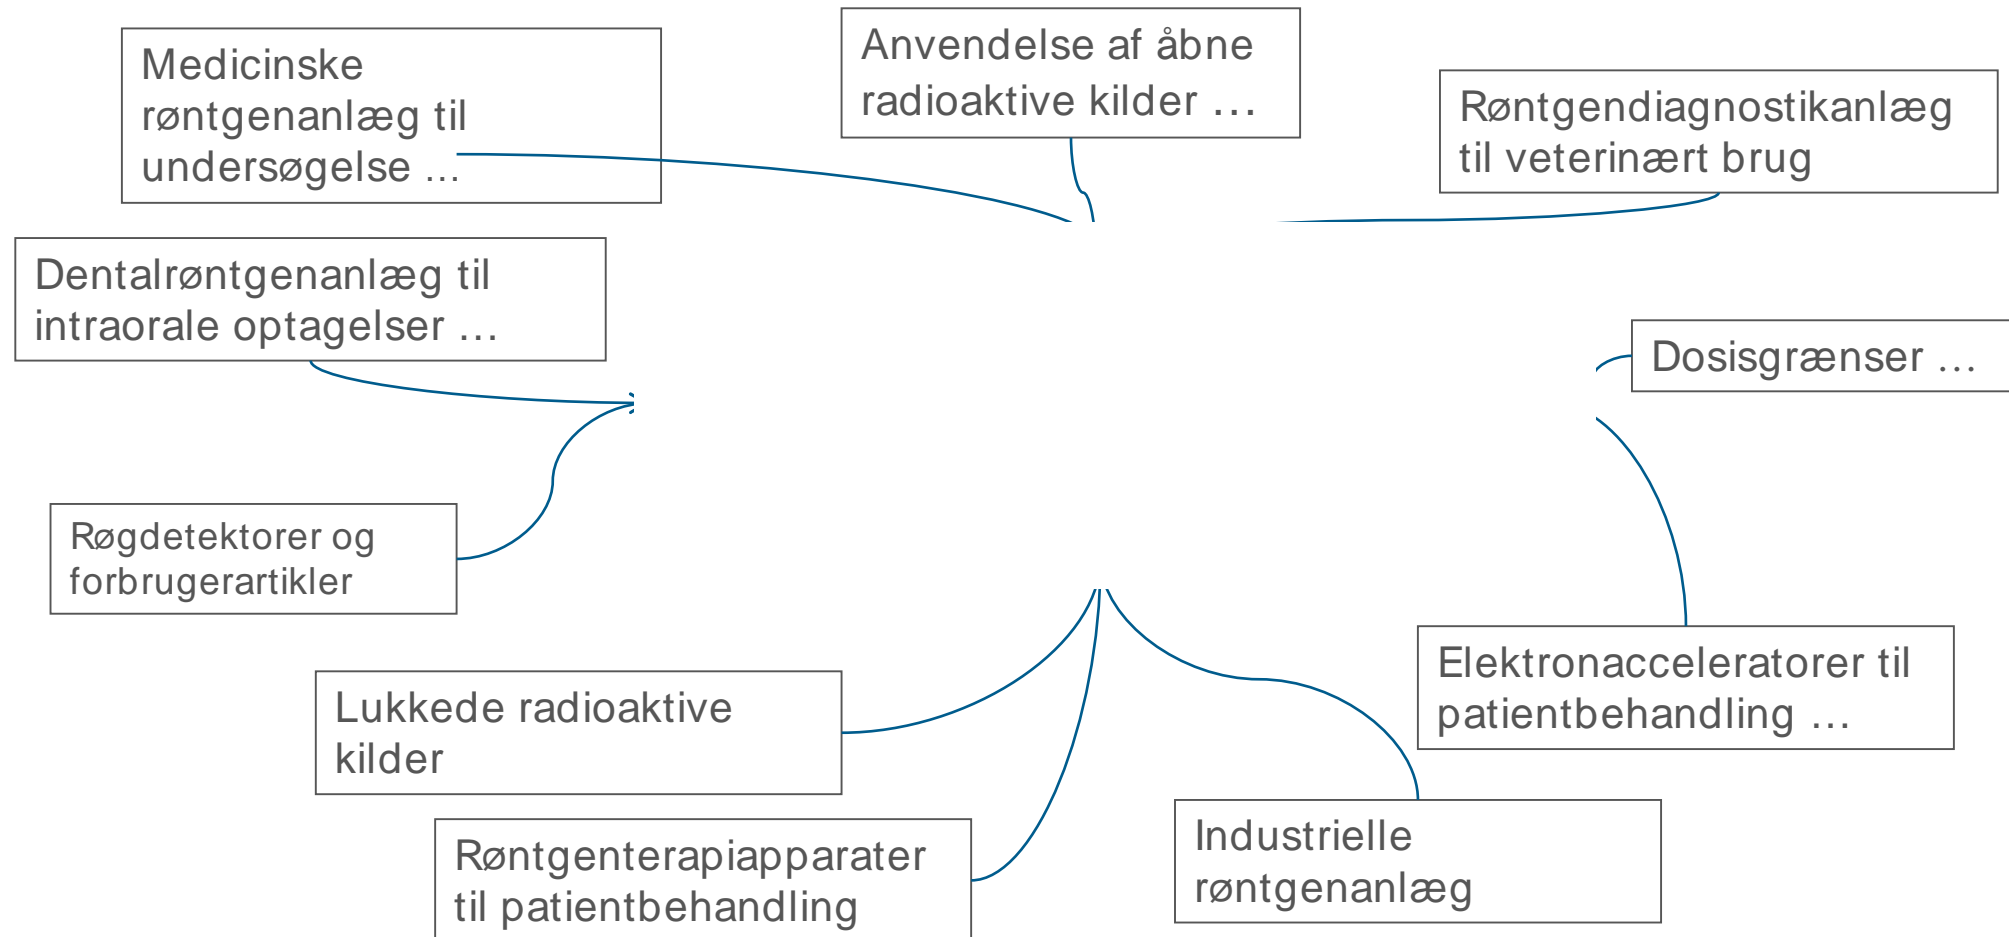 Medicinske
røntgenanlæg til
undersøgelse …
Anvendelse af åbne
radioaktive kilder …
Røntgendiagnostikanlæg
til veterinært brug
Dentalrøntgenanlæg til
intraorale optagelser …
Dosisgrænser …
Røgdetektorer og
forbrugerartikler
Elektronacceleratorer til
patientbehandling …
Lukkede radioaktive
kilder
Røntgenterapiapparater
til patientbehandling
Industrielle
røntgenanlæg